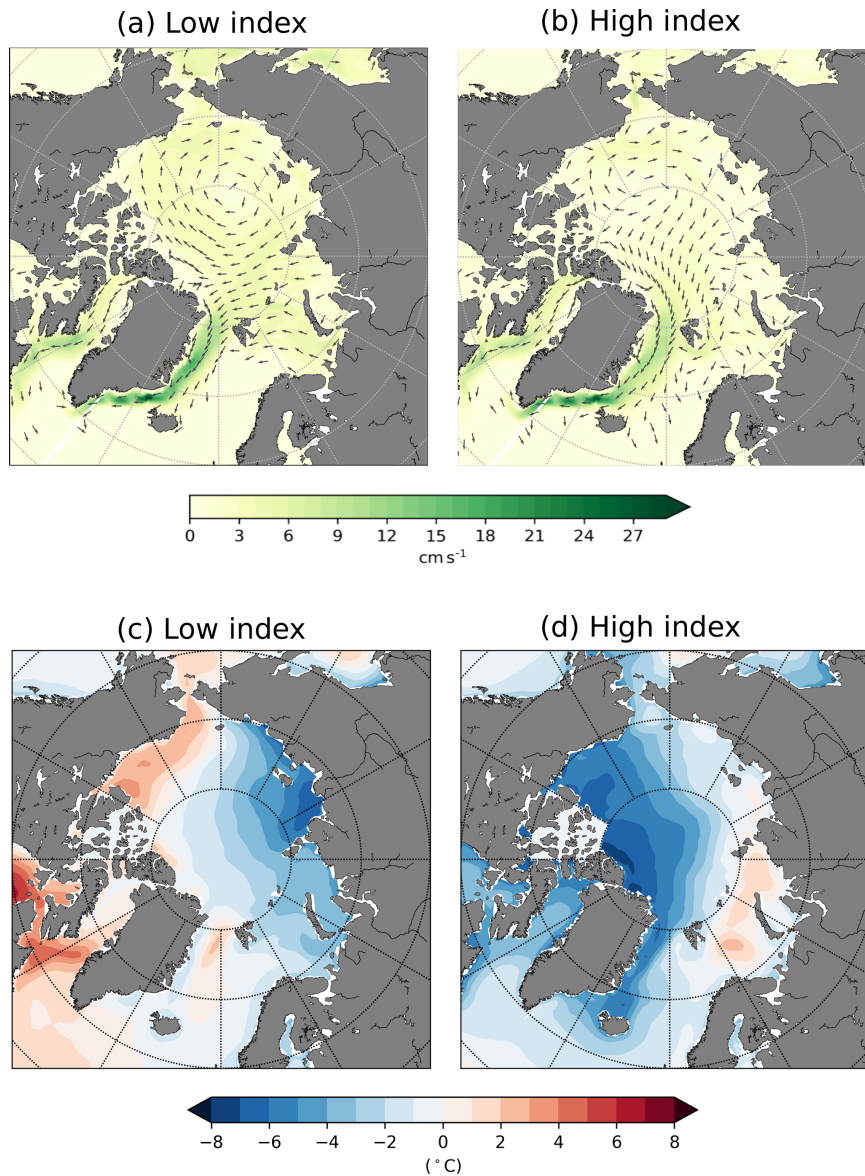 (a) Low index
(b) High index
0 3 6 9 12 15 18 21 24 27
cm s⁻¹
(c) Low index
(d) High index
−8 −6 −4 −2 0 2 4 6 8
(°C)